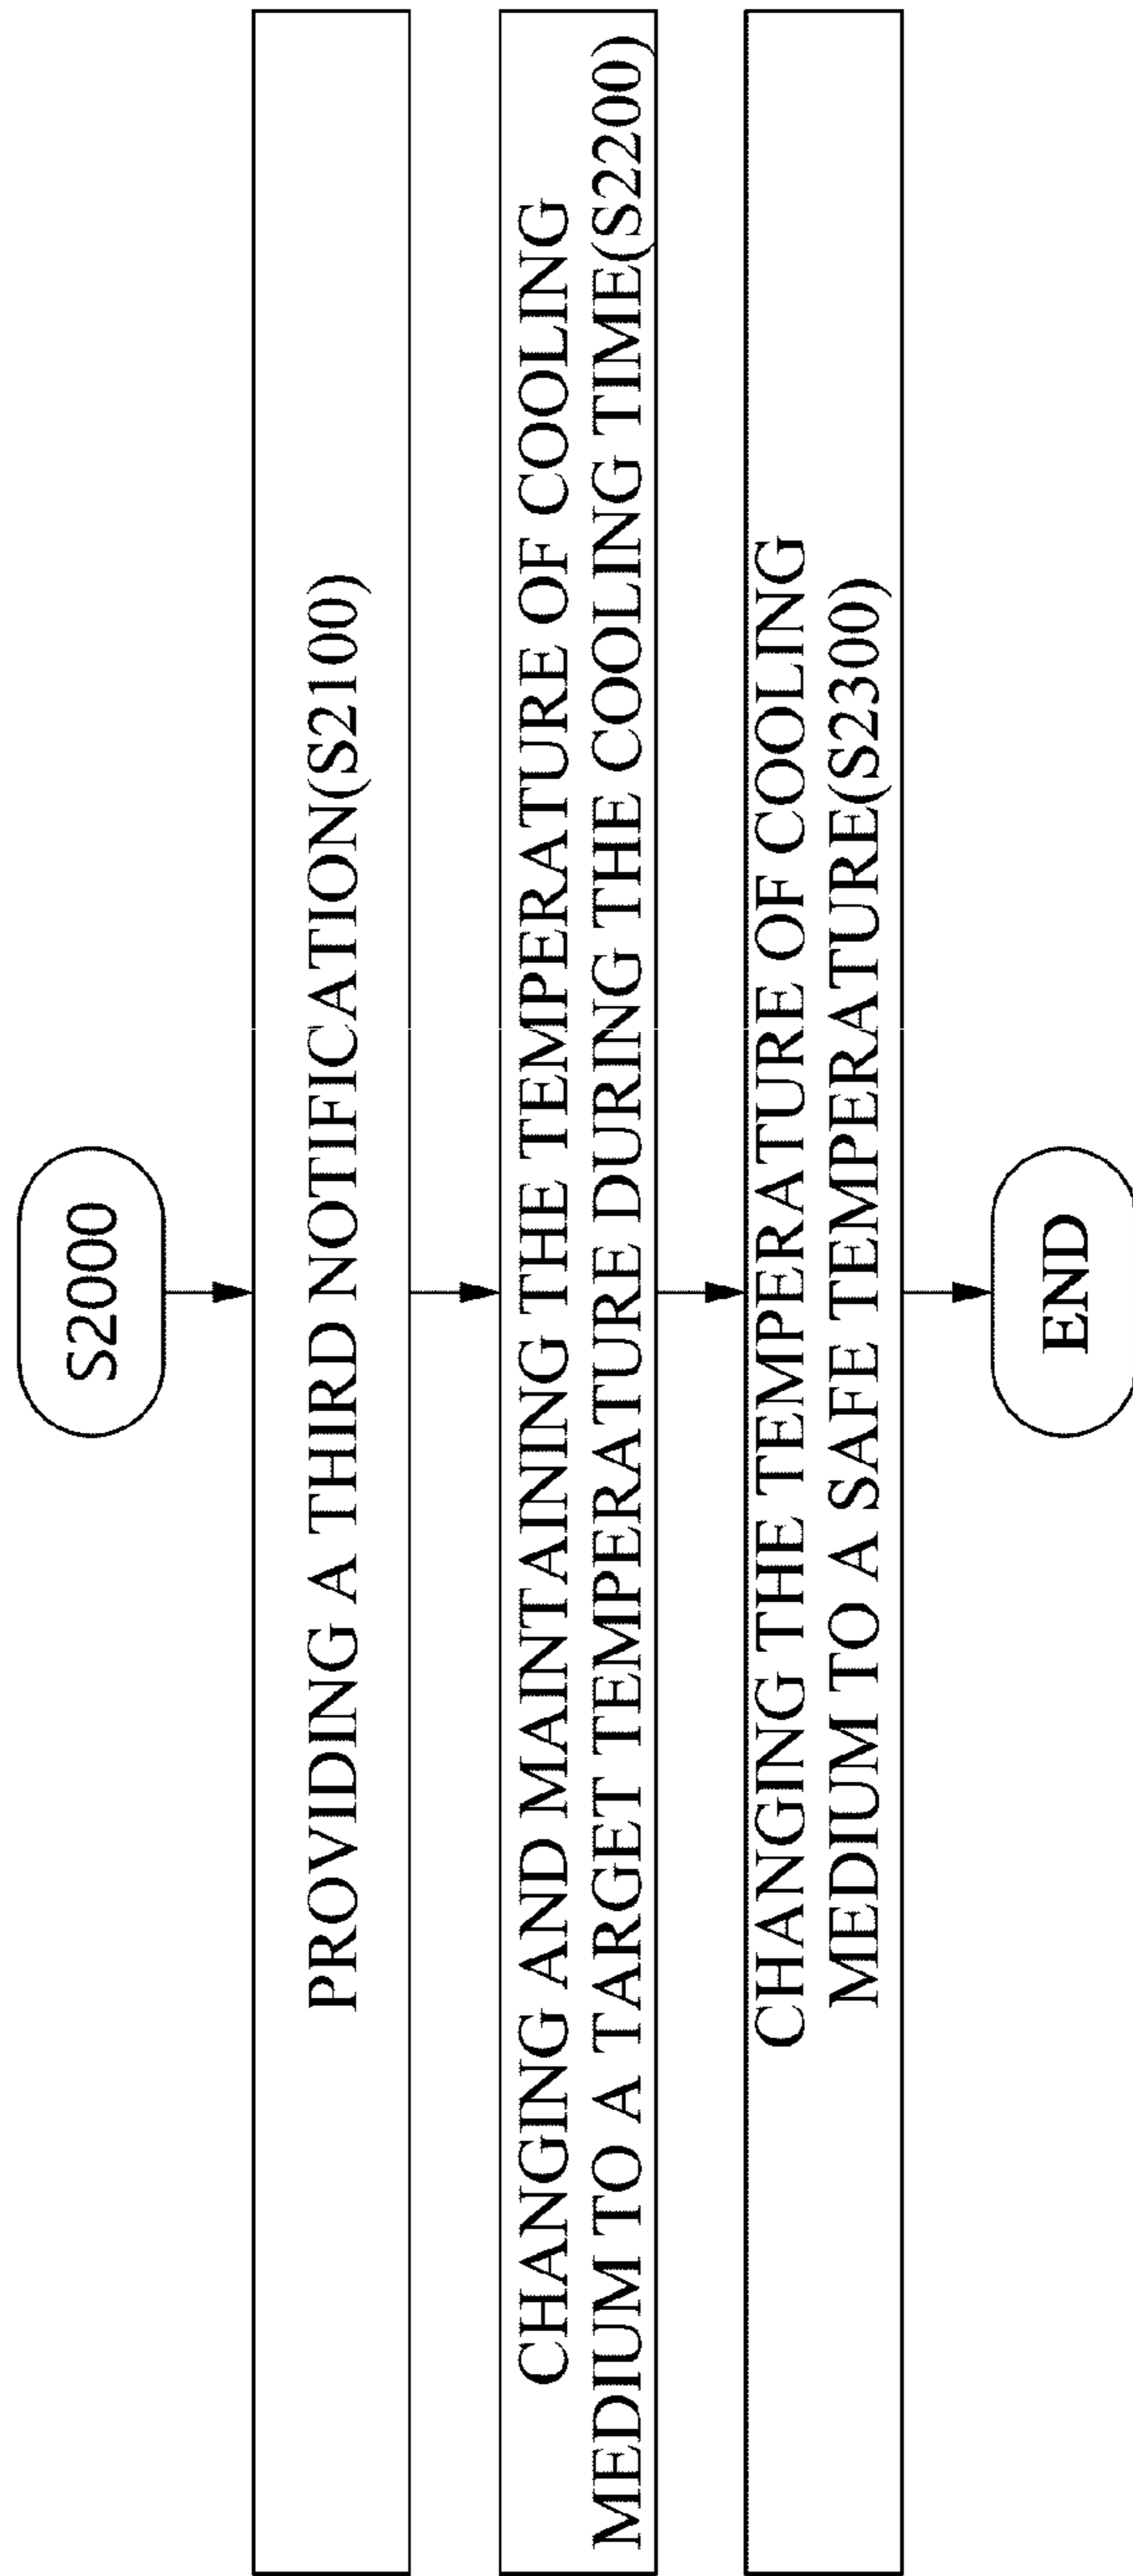 S2000
PROVIDING A THIRD NOTIFICATION(S2100)
CHANGING AND MAINTAINING THE TEMPERATURE OF COOLING
MEDIUM TO A TARGET TEMPERATURE DURING THE COOLING TIME(S2200)
CHANGING THE TEMPERATURE OF COOLING
MEDIUM TO A SAFE TEMPERATURE(S2300)
END